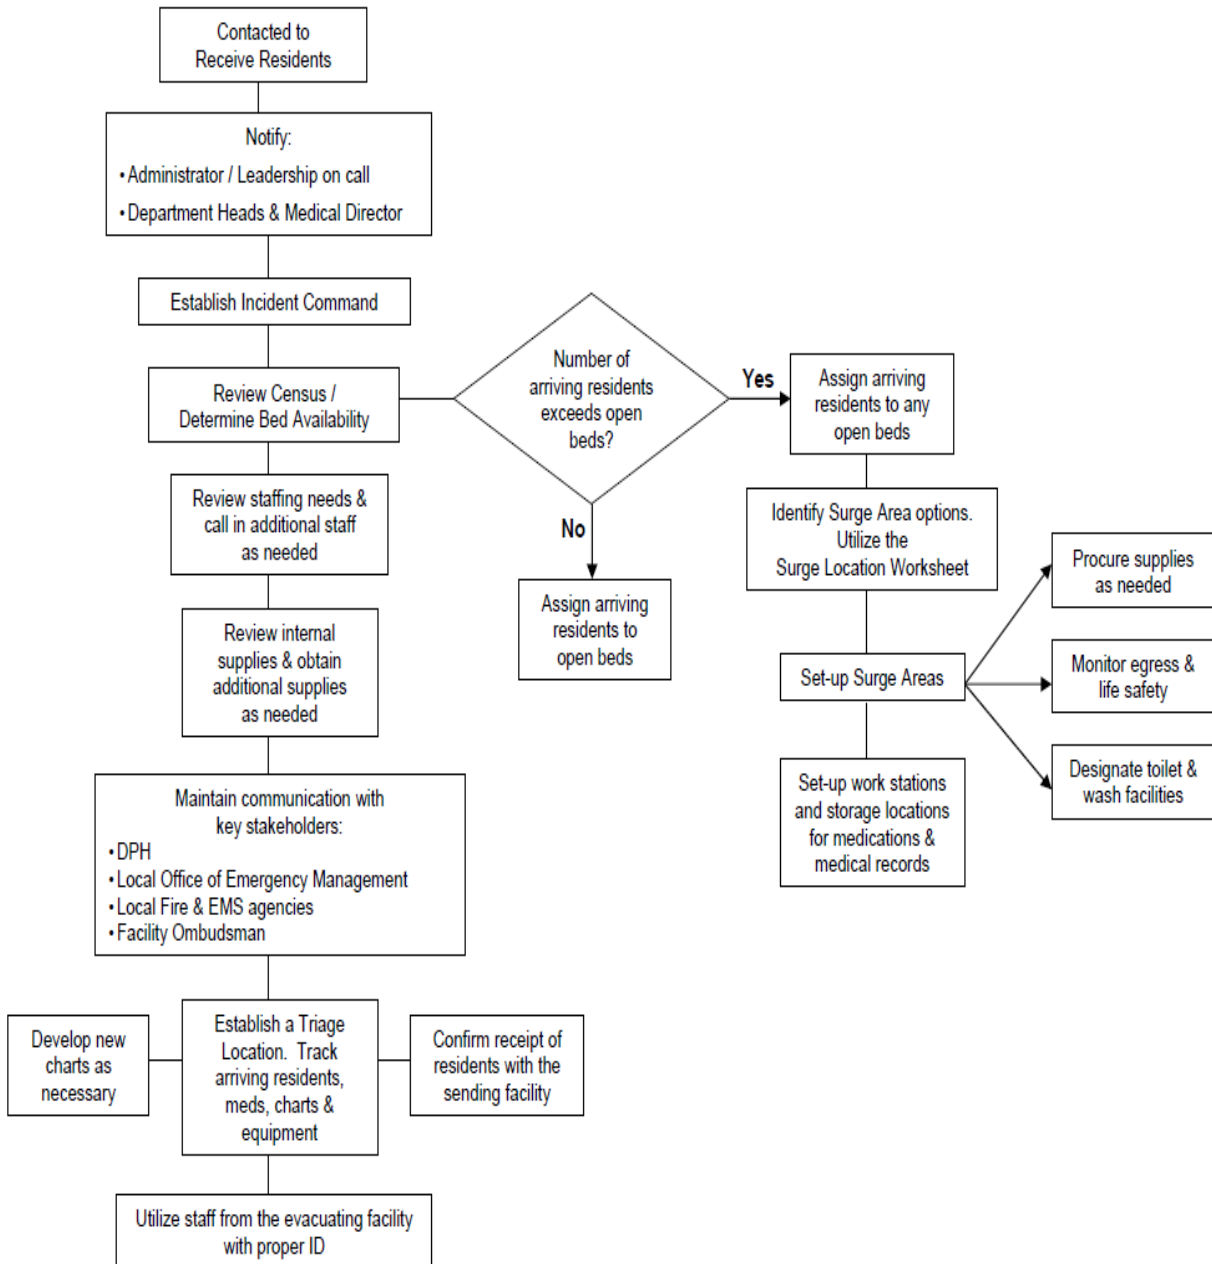 Contacted to
Receive Residents
Notify:
• Administrator / Leadership on call
• Department Heads & Medical Director
Establish Incident Command
Review Census /
Determine Bed Availability
Number of
arriving residents
exceeds open
beds?
Yes
Assign arriving
residents to any
open beds
No
Assign arriving
residents to
open beds
Identify Surge Area options.
Utilize the
Surge Location Worksheet
Set-up Surge Areas
Procure supplies
as needed
Monitor egress &
life safety
Designate toilet &
wash facilities
Set-up work stations
and storage locations
for medications &
medical records
Review staffing needs &
call in additional staff
as needed
Review internal
supplies & obtain
additional supplies
as needed
Maintain communication with
key stakeholders:
• DPH
• Local Office of Emergency Management
• Local Fire & EMS agencies
• Facility Ombudsman
Develop new
charts as
necessary
Establish a Triage
Location. Track
arriving residents,
meds, charts &
equipment
Confirm receipt of
residents with the
sending facility
Utilize staff from the evacuating facility
with proper ID